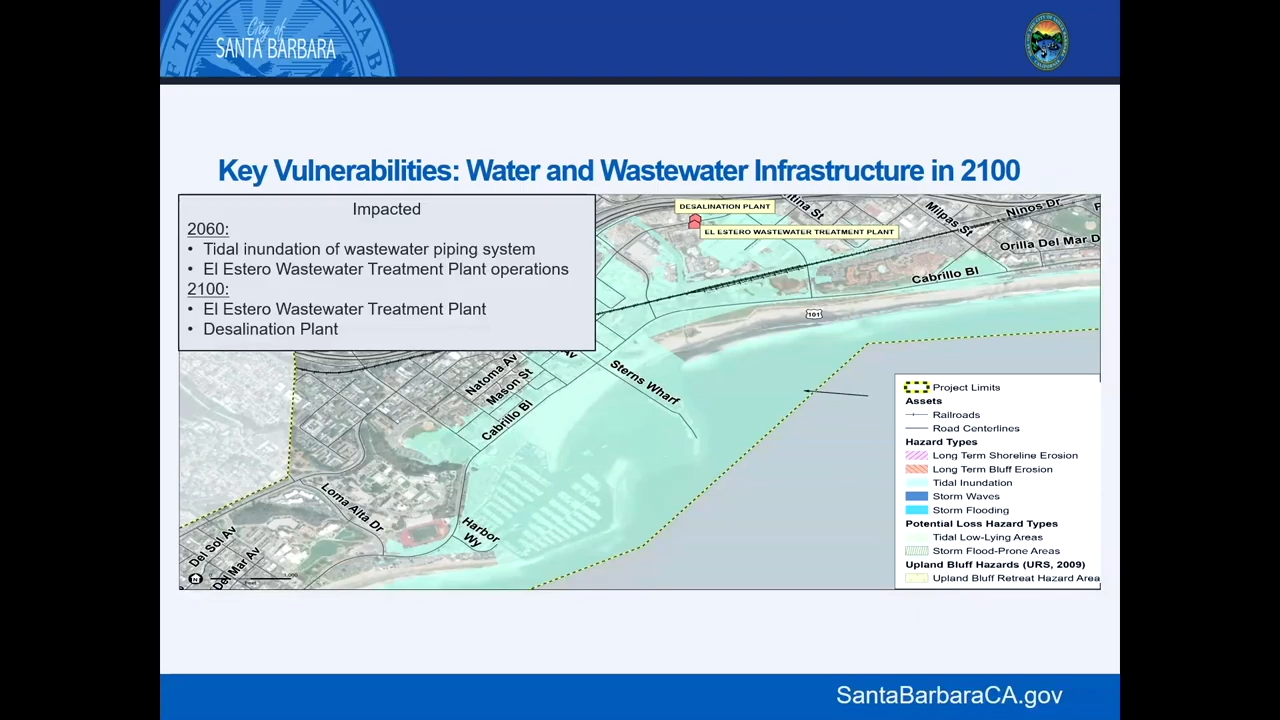 City of
SANTA BARBARA
Key Vulnerabilities: Water and Wastewater Infrastructure in 2100
Impacted
2060:
• Tidal inundation of wastewater piping system
• El Estero Wastewater Treatment Plant operations
2100:
• El Estero Wastewater Treatment Plant
• Desalination Plant
DESALINATION PLANT
EL ESTERO WASTEWATER TREATMENT PLANT
Milpas St
Ninos Dr
Orilla Del Mar D
Cabrillo Bl
101
Av
Sterns Wharf
Natoma Av
Mason St
Cabrillo Bl
Loma Alta Dr
Harbor
Wy
Del Sol Av
Del Mar Av
N
1,000
Feet
Project Limits
Assets
Railroads
Road Centerlines
Hazard Types
Long Term Shoreline Erosion
Long Term Bluff Erosion
Tidal Inundation
Storm Waves
Storm Flooding
Potential Loss Hazard Types
Tidal Low-Lying Areas
Storm Flood-Prone Areas
Upland Bluff Hazards (URS, 2009)
Upland Bluff Retreat Hazard Area
SantaBarbaraCA.gov